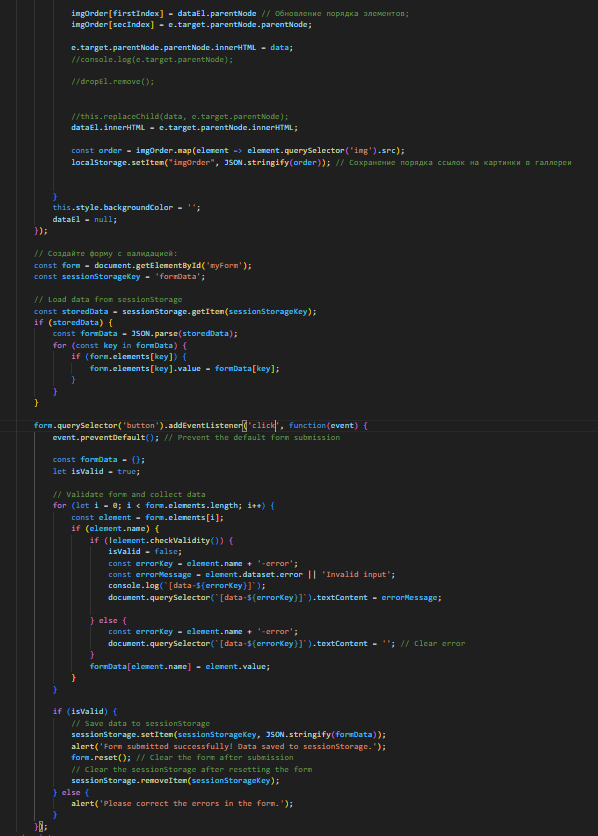 imgOrder[firstIndex] = dataEl.parentNode // Обновление порядка элементов;
imgOrder[secIndex] = e.target.parentNode;
e.target.parentNode.parentNode.innerHTML = data;
//console.log(e.target.parentNode);
//dropEl.remove();
//this.replaceChild(data, e.target.parentNode);
dataEl.innerHTML = e.target.parentNode.innerHTML;
const order = imgOrder.map(element => element.querySelector('img').src);
localStorage.setItem("imgOrder", JSON.stringify(order)); // Сохранение порядка ссылок на картинки в галлереи
}
this.style.backgroundColor = '';
dataEl = null;
});
// Создайте форму с валидацией:
const form = document.getElementById('myForm');
const sessionStorageKey = 'formData';
// Load data from sessionStorage
const storedData = sessionStorage.getItem(sessionStorageKey);
if (storedData) {
const formData = JSON.parse(storedData);
for (const key in formData) {
if (form.elements[key]) {
form.elements[key].value = formData[key];
}
}
}
form.querySelector('button').addEventListener('click', function(event) {
event.preventDefault(); // Prevent the default form submission
const formData = {};
let isValid = true;
// Validate form and collect data
for (let i = 0; i < form.elements.length; i++) {
const element = form.elements[i];
if (element.name) {
if (!element.checkValidity()) {
isValid = false;
const errorKey = element.name + '-error';
const errorMessage = element.dataset.error || 'Invalid input';
console.log(`[data-${errorKey}]`);
document.querySelector(`[data-${errorKey}]`).textContent = errorMessage;
} else {
const errorKey = element.name + '-error';
document.querySelector(`[data-${errorKey}]`).textContent = ''; // Clear error
}
formData[element.name] = element.value;
}
}
if (isValid) {
// Save data to sessionStorage
sessionStorage.setItem(sessionStorageKey, JSON.stringify(formData));
alert('Form submitted successfully! Data saved to sessionStorage.');
form.reset(); // Clear the form after submission
// Clear the sessionStorage after resetting the form
sessionStorage.removeItem(sessionStorageKey);
} else {
alert('Please correct the errors in the form.');
}
});